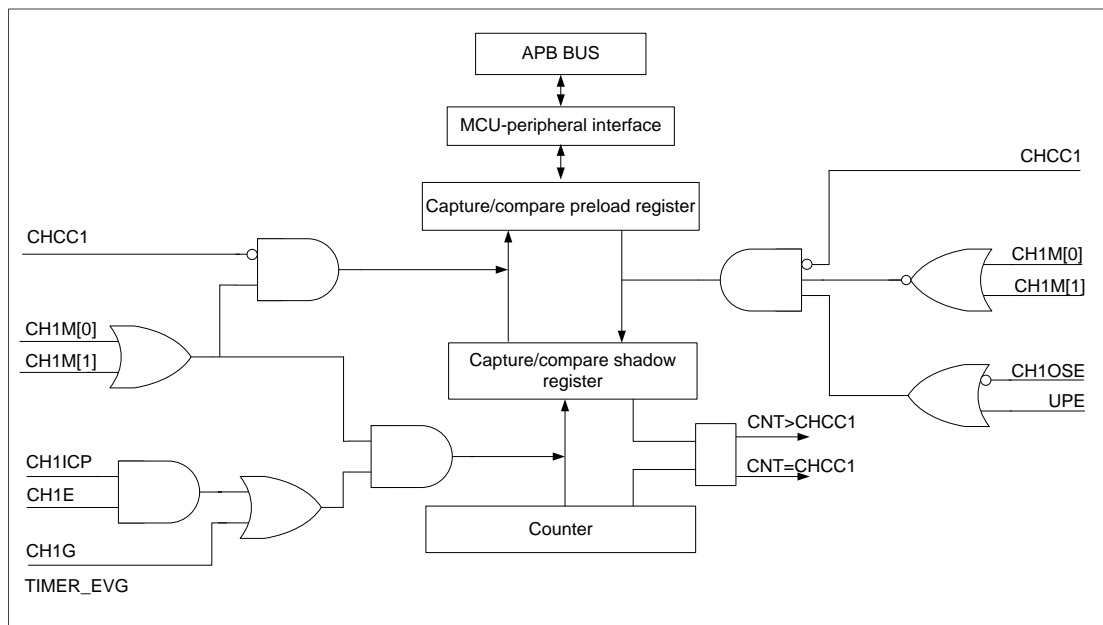 APB BUS
MCU-peripheral interface
Capture/compare preload register
CHCC1
CHCC1
CH1M[0]
CH1M[1]
CH1M[0]
CH1M[1]
Capture/compare shadow
register
CH1OSE
UPE
CNT>CHCC1
CNT=CHCC1
CH1ICP
CH1E
CH1G
TIMER_EVG
Counter